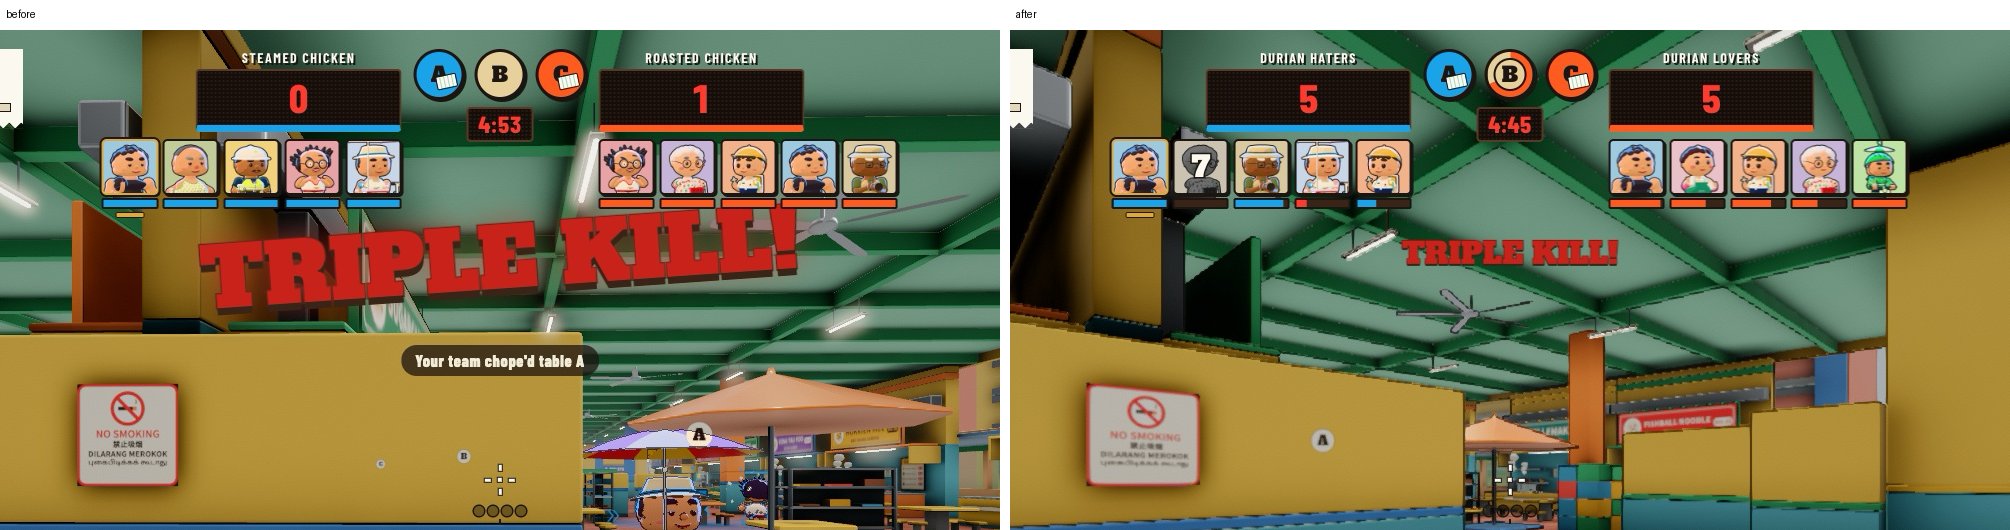 before
STEAMED CHICKEN
A
B
C
ROASTED CHICKEN
0
4:53
1
TRIPLE KILL!
Your team chope'd table A
NO SMOKING
禁止吸烟
DILARANG MEROKOK
புகைபிடிக்கக் கூடாது
A
B
C
after
DURIAN HATERS
A
B
C
DURIAN LOVERS
5
4:45
5
7
TRIPLE KILL!
FISHBALL NOODLE
A
NO SMOKING
禁止吸烟
DILARANG MEROKOK
புகைபிடிக்கக் கூடாது